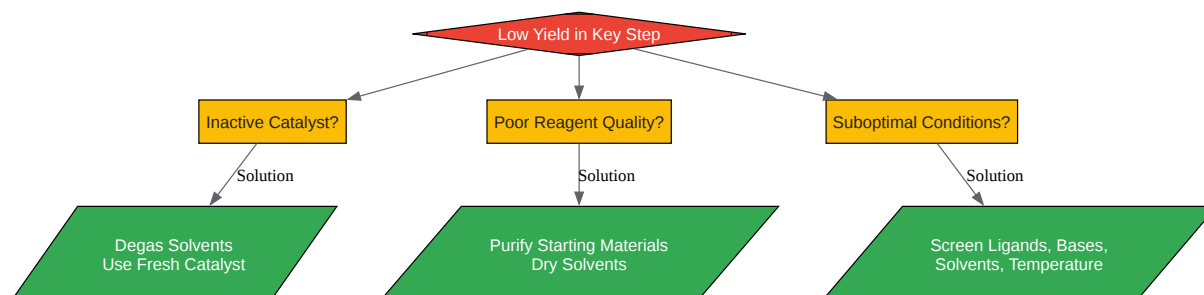 Low Yield in Key Step
Inactive Catalyst?
Poor Reagent Quality?
Suboptimal Conditions?
Solution
Solution
Solution
Degas Solvents
Use Fresh Catalyst
Purify Starting Materials
Dry Solvents
Screen Ligands, Bases,
Solvents, Temperature